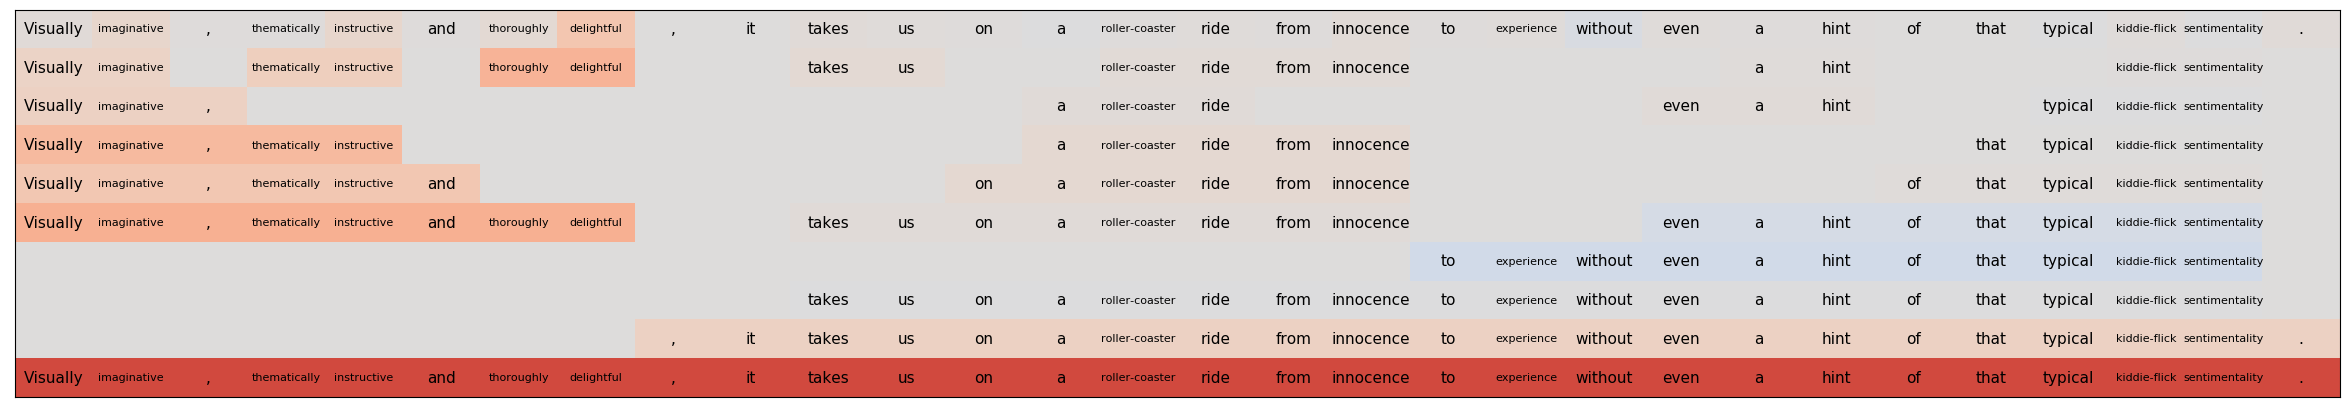 Visually imaginative , thematically instructive and thoroughly delightful , it takes us on a roller-coaster ride from innocence to experience without even a hint of that typical kiddie-flick sentimentality .
Visually imaginative thematically instructive thoroughly delightful takes us roller-coaster ride from innocence a hint kiddie-flick sentimentality
Visually imaginative , a roller-coaster ride even a hint typical kiddie-flick sentimentality
Visually imaginative , thematically instructive a roller-coaster ride from innocence that typical kiddie-flick sentimentality
Visually imaginative , thematically instructive and on a roller-coaster ride from innocence of that typical kiddie-flick sentimentality
Visually imaginative , thematically instructive and thoroughly delightful takes us on a roller-coaster ride from innocence even a hint of that typical kiddie-flick sentimentality
to experience without even a hint of that typical kiddie-flick sentimentality
takes us on a roller-coaster ride from innocence to experience without even a hint of that typical kiddie-flick sentimentality
, it takes us on a roller-coaster ride from innocence to experience without even a hint of that typical kiddie-flick sentimentality .
Visually imaginative , thematically instructive and thoroughly delightful , it takes us on a roller-coaster ride from innocence to experience without even a hint of that typical kiddie-flick sentimentality .